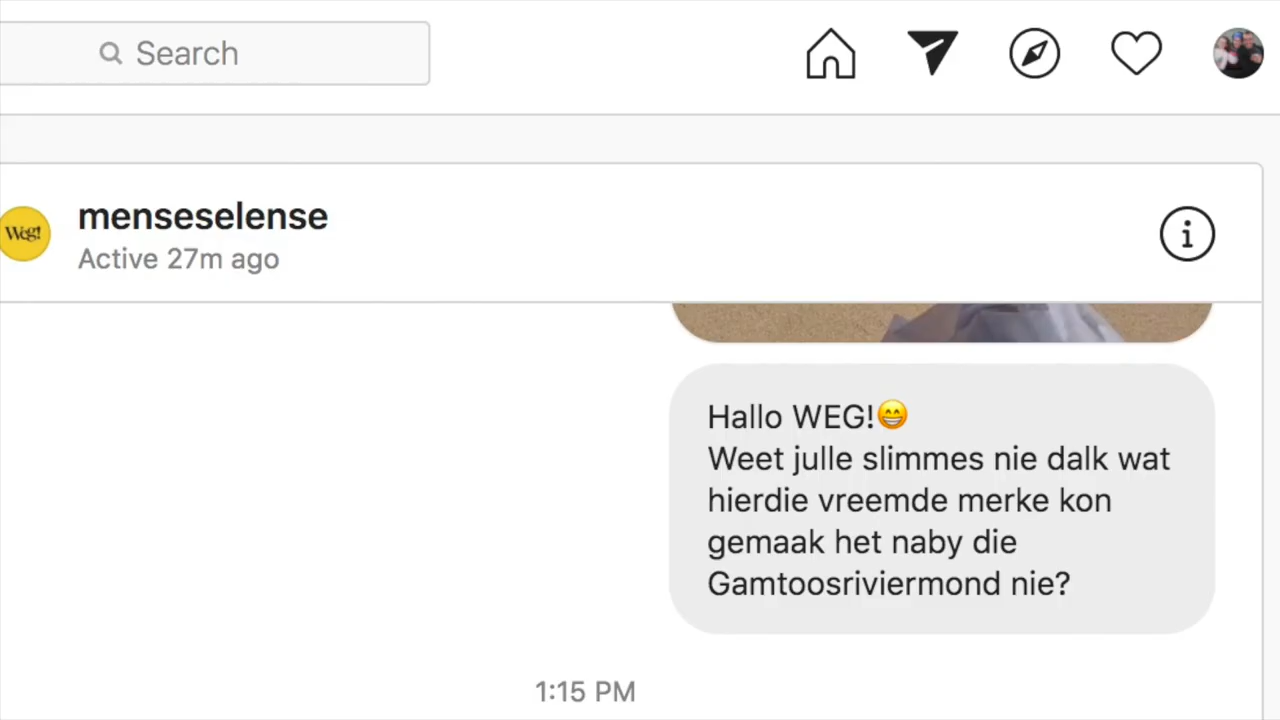 Search
Weg!
menseselense
Active 27m ago
Hallo WEG!😁
Weet julle slimmes nie dalk wat
hierdie vreemde merke kon
gemaak het naby die
Gamtoosriviermond nie?
1:15 PM